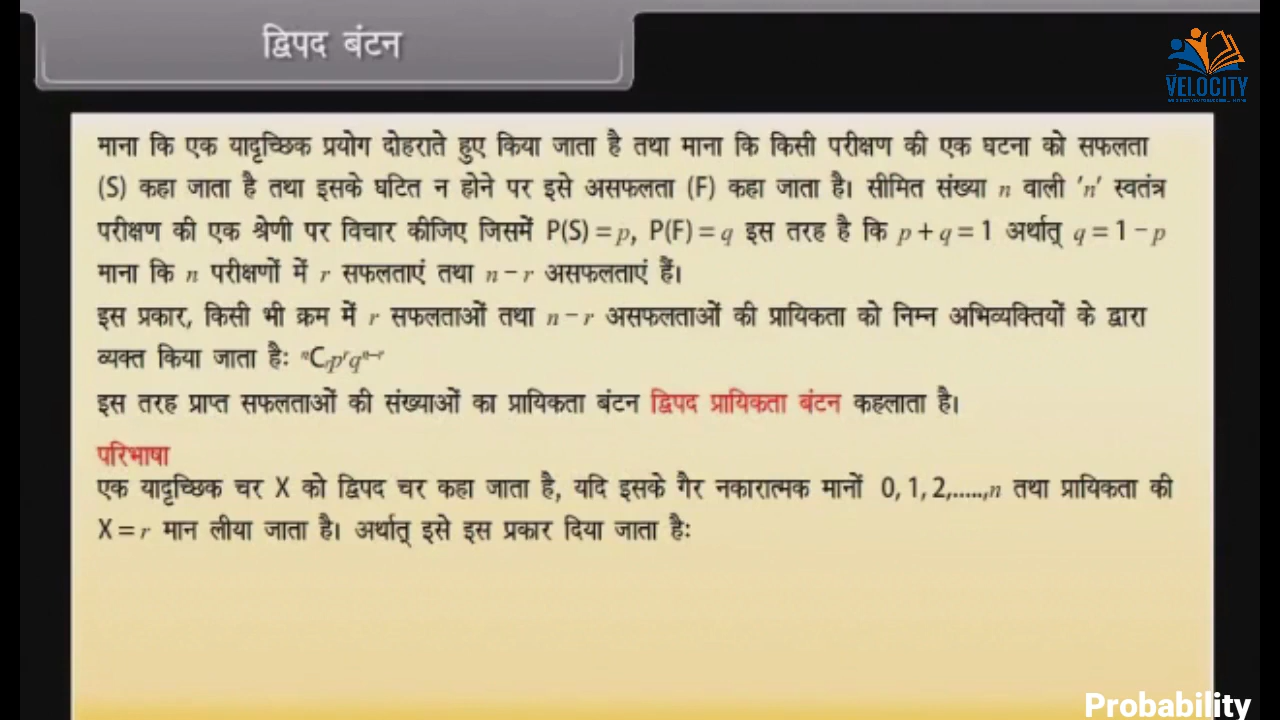 द्विपद बंटन
VELOCITY
माना कि एक यादृच्छिक प्रयोग दोहराते हुए किया जाता है तथा माना कि किसी परीक्षण की एक घटना को सफलता
(S) कहा जाता है तथा इसके घटित न होने पर इसे असफलता (F) कहा जाता है। सीमित संख्या n वाली 'n' स्वतंत्र
परीक्षण की एक श्रेणी पर विचार कीजिए जिसमें P(S) = p, P(F) = q इस तरह है कि p + q = 1 अर्थात् q = 1 − p
माना कि n परीक्षणों में r सफलताएं तथा n − r असफलताएं हैं।
इस प्रकार, किसी भी क्रम में r सफलताओं तथा n − r असफलताओं की प्रायिकता को निम्न अभिव्यक्तियों के द्वारा
व्यक्त किया जाता है: ⁿCᵣpʳqⁿ⁻ʳ
इस तरह प्राप्त सफलताओं की संख्याओं का प्रायिकता बंटन द्विपद प्रायिकता बंटन कहलाता है।
परिभाषा
एक यादृच्छिक चर X को द्विपद चर कहा जाता है, यदि इसके गैर नकारात्मक मानों 0, 1, 2,.....,n तथा प्रायिकता की
X = r मान लीया जाता है। अर्थात् इसे इस प्रकार दिया जाता है:
Probability